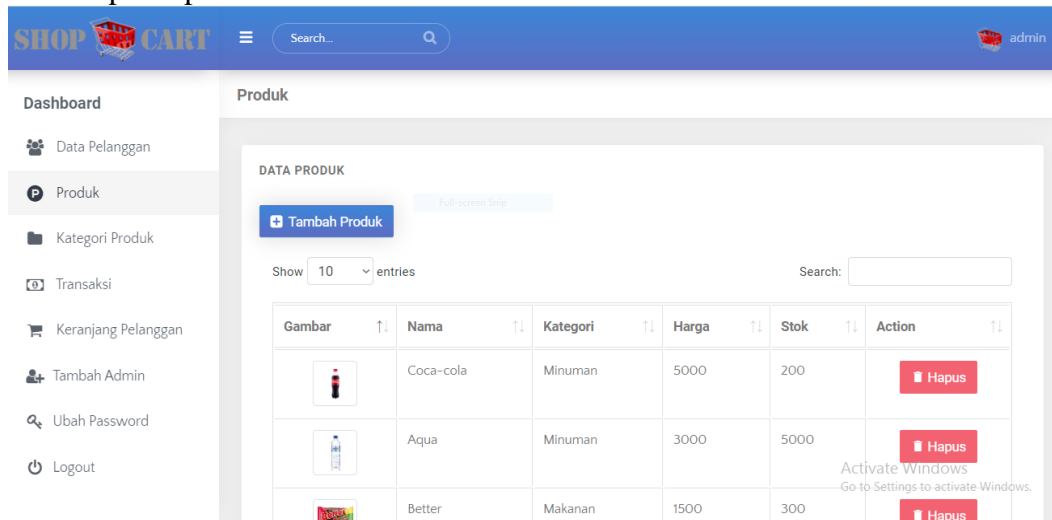 SHOP CART
Search...
admin
Dashboard
Data Pelanggan
Produk
Kategori Produk
Transaksi
Keranjang Pelanggan
Tambah Admin
Ubah Password
Logout
Produk
DATA PRODUK
Full-screen Snip
Tambah Produk
Show 10 entries
Search:
Gambar Nama Kategori Harga Stok Action
Coca-cola Minuman 5000 200 Hapus
Aqua Minuman 3000 5000 Hapus
Better Makanan 1500 300 Hapus
Activate Windows
Go to Settings to activate Windows.